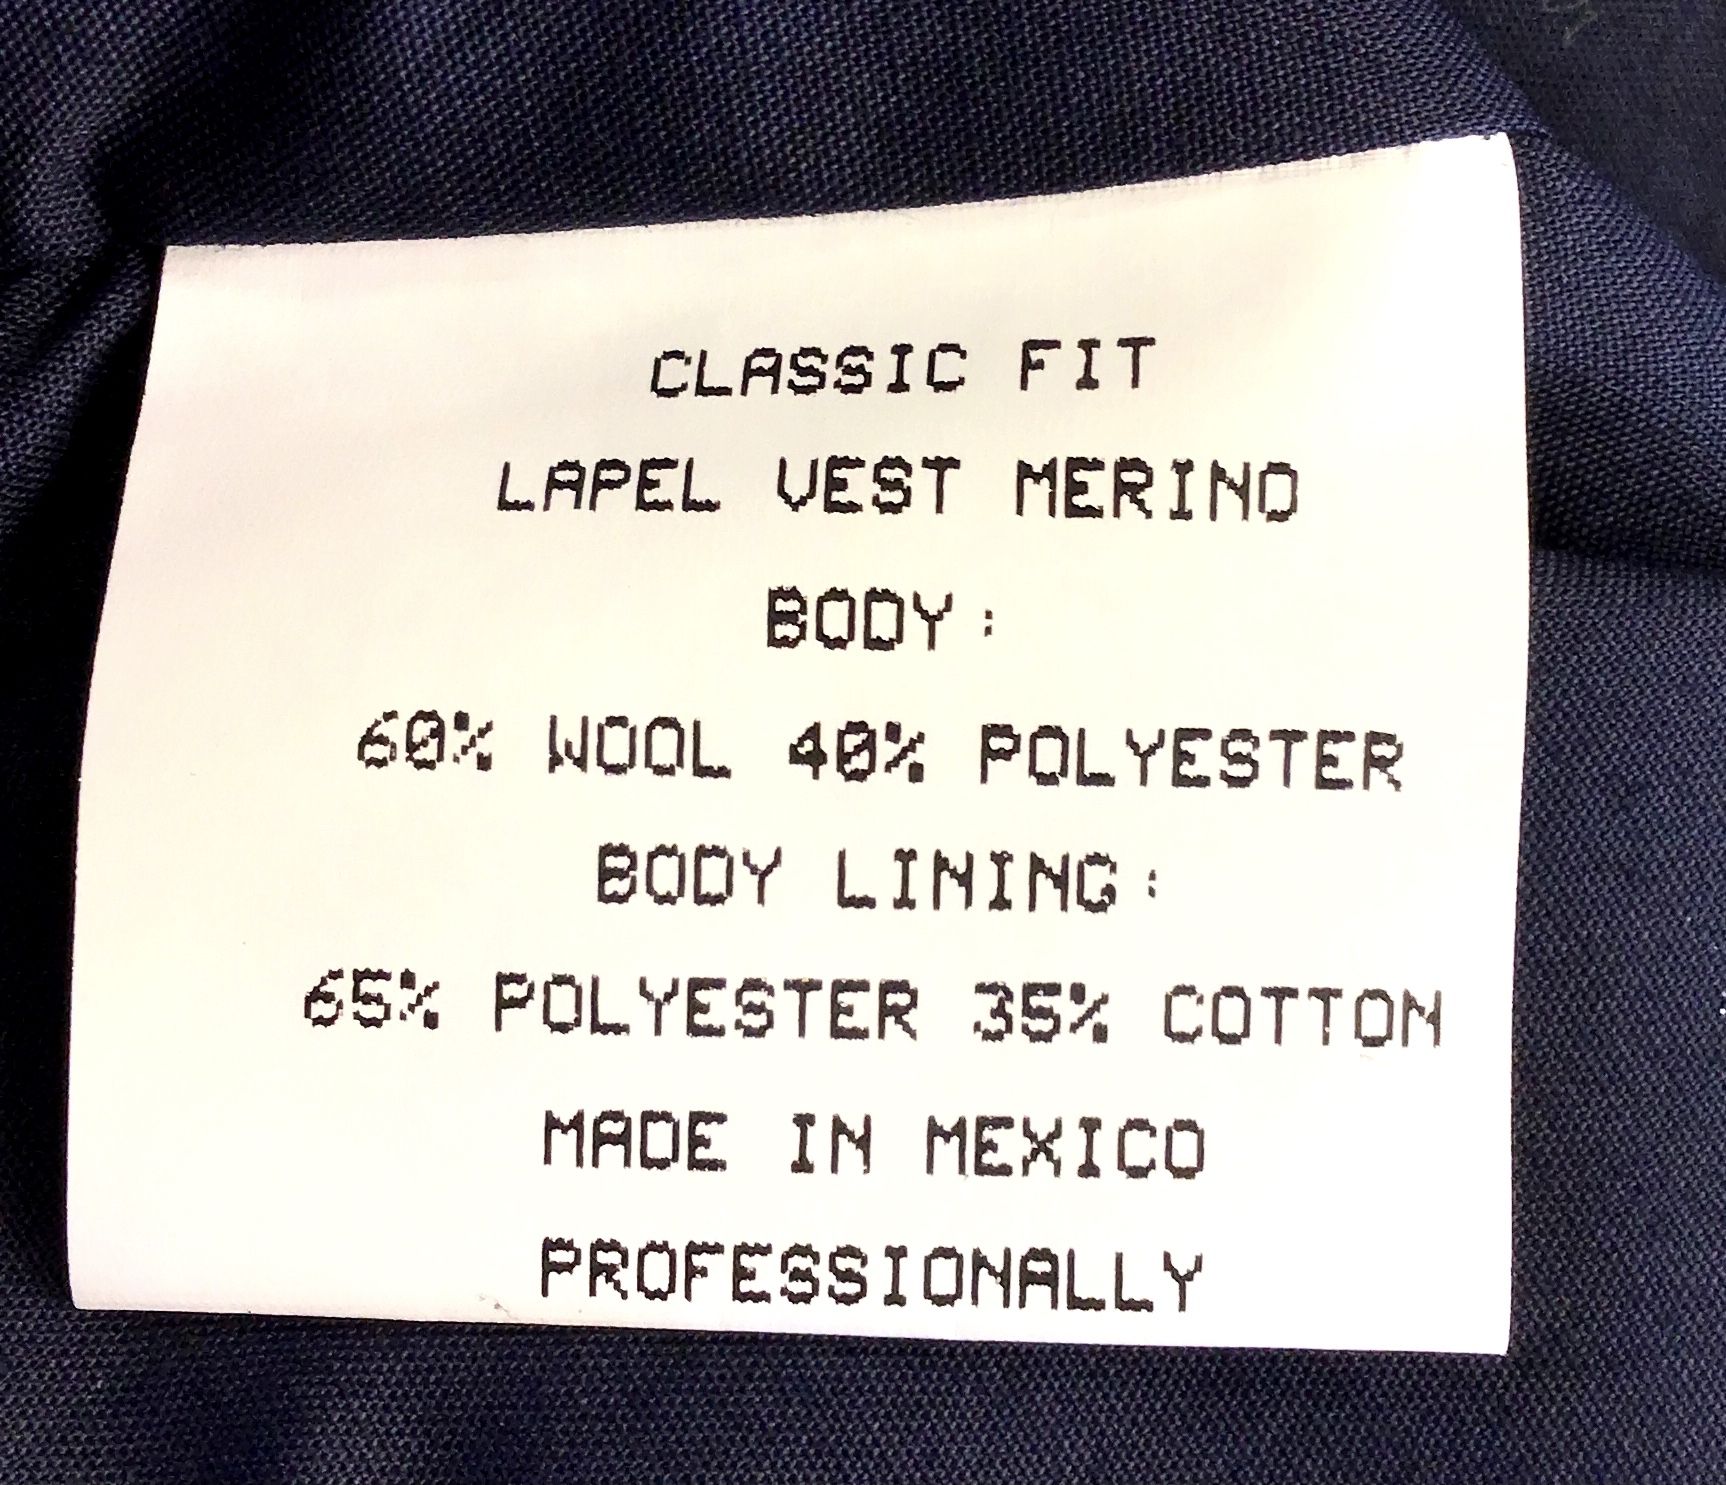 CLASSIC FIT
LAPEL VEST MERINO
BODY:
60% WOOL 40% POLYESTER
BODY LINING:
65% POLYESTER 35% COTTON
MADE IN MEXICO
PROFESSIONALLY